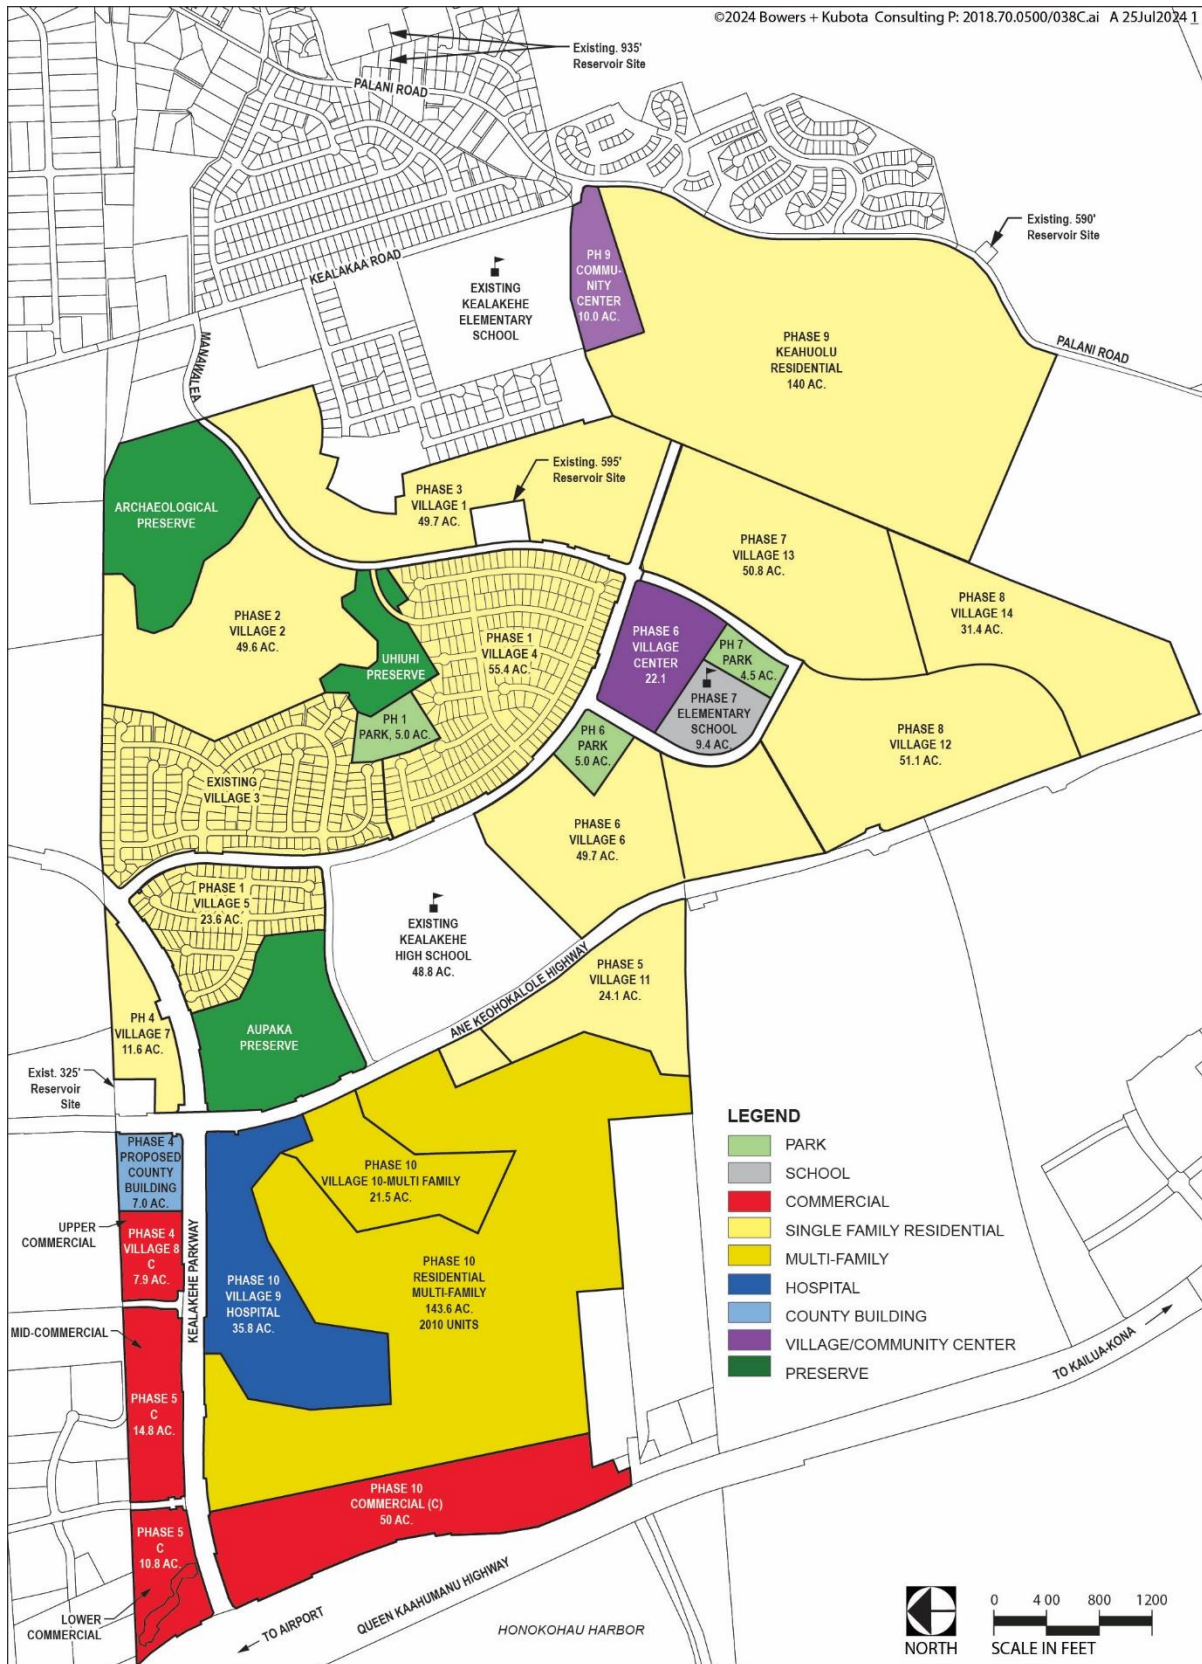 ©2024 Bowers + Kubota Consulting P: 2018.70.0500/038C.ai A 25Jul2024 1
Existing. 935'
Reservoir Site
PALANI ROAD
Existing. 590'
Reservoir Site
KEALAKAA ROAD
EXISTING
KEALAKEHE
ELEMENTARY
SCHOOL
PH 9
COMMU-
NITY
CENTER
10.0 AC.
MANAWALEA
PHASE 9
KEAHUOLU
RESIDENTIAL
140 AC.
PALANI ROAD
Existing. 595'
Reservoir Site
PHASE 3
VILLAGE 1
49.7 AC.
ARCHAEOLOGICAL
PRESERVE
PHASE 7
VILLAGE 13
50.8 AC.
PHASE 8
VILLAGE 14
31.4 AC.
PHASE 2
VILLAGE 2
49.6 AC.
UHIUHI
PRESERVE
PHASE 1
VILLAGE 4
55.4 AC.
PHASE 6
VILLAGE
CENTER
22.1
PH 7
PARK
4.5 AC.
PHASE 7
ELEMENTARY
SCHOOL
9.4 AC.
PH 1
PARK, 5.0 AC.
PH 6
PARK
5.0 AC.
PHASE 8
VILLAGE 12
51.1 AC.
EXISTING
VILLAGE 3
PHASE 6
VILLAGE 6
49.7 AC.
PHASE 1
VILLAGE 5
23.6 AC.
EXISTING
KEALAKEHE
HIGH SCHOOL
48.8 AC.
PHASE 5
VILLAGE 11
24.1 AC.
ANE KEOHOKALOLE HIGHWAY
PH 4
VILLAGE 7
11.6 AC.
AUPAKA
PRESERVE
Exist. 325'
Reservoir
Site
PHASE 4
PROPOSED
COUNTY
BUILDING
7.0 AC.
PHASE 10
VILLAGE 10-MULTI FAMILY
21.5 AC.
UPPER
COMMERCIAL
PHASE 4
VILLAGE 8
C
7.9 AC.
KEALAKEHE PARKWAY
PHASE 10
VILLAGE 9
HOSPITAL
35.8 AC.
PHASE 10
RESIDENTIAL
MULTI-FAMILY
143.6 AC.
2010 UNITS
MID-COMMERCIAL
PHASE 5
C
14.8 AC.
PHASE 10
COMMERCIAL (C)
50 AC.
PHASE 5
C
10.8 AC.
LOWER
COMMERCIAL
LEGEND
PARK
SCHOOL
COMMERCIAL
SINGLE FAMILY RESIDENTIAL
MULTI-FAMILY
HOSPITAL
COUNTY BUILDING
VILLAGE/COMMUNITY CENTER
PRESERVE
TO KAILUA-KONA
QUEEN KAAHUMANU HIGHWAY
TO AIRPORT
HONOKOHAU HARBOR
NORTH
0 400 800 1200
SCALE IN FEET